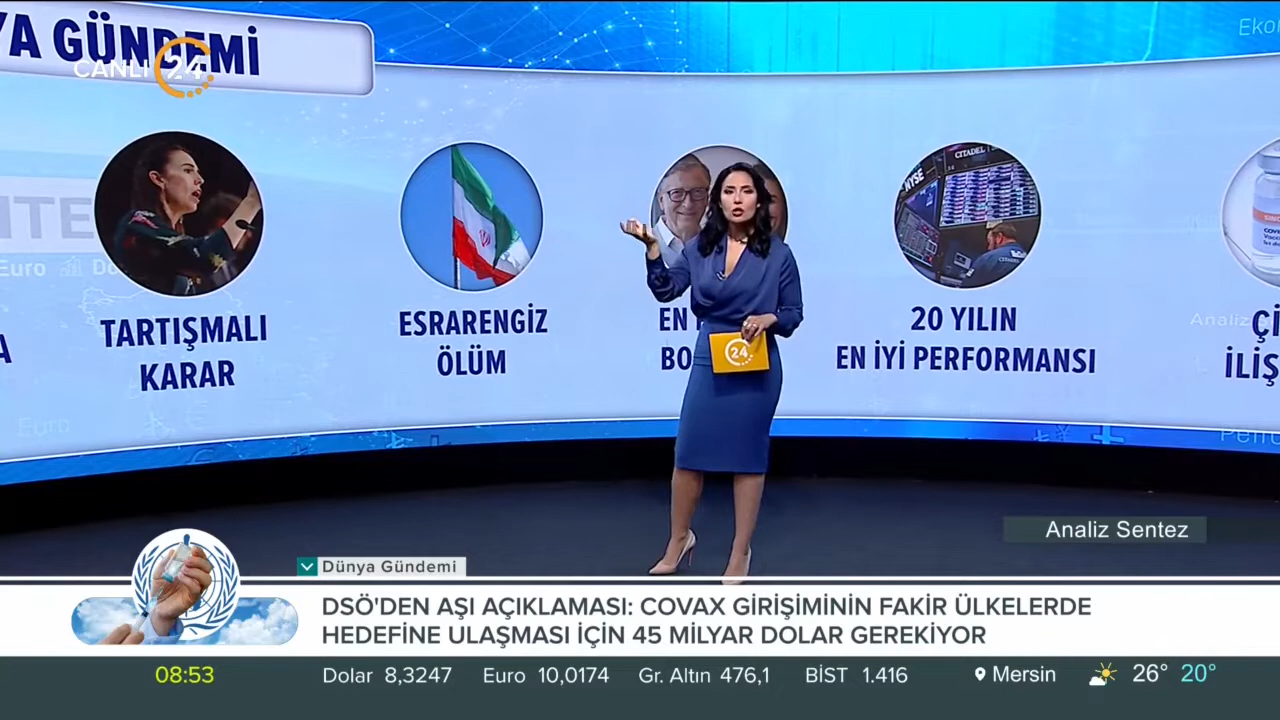 YA GÜNDEMİ
CANLI 24
CITADEL
NYSE
TARTIŞMALI
KARAR
ESRARENGİZ
ÖLÜM
EN
BO
20 YILIN
EN İYİ PERFORMANSI
Çİ
İLİŞ
Euro
24
Analiz Sentez
Dünya Gündemi
DSÖ'DEN AŞI AÇIKLAMASI: COVAX GİRİŞİMİNİN FAKİR ÜLKELERDE
HEDEFİNE ULAŞMASI İÇİN 45 MİLYAR DOLAR GEREKİYOR
08:53 Dolar 8,3247 Euro 10,0174 Gr. Altın 476,1 BİST 1.416 Mersin 26° 20°